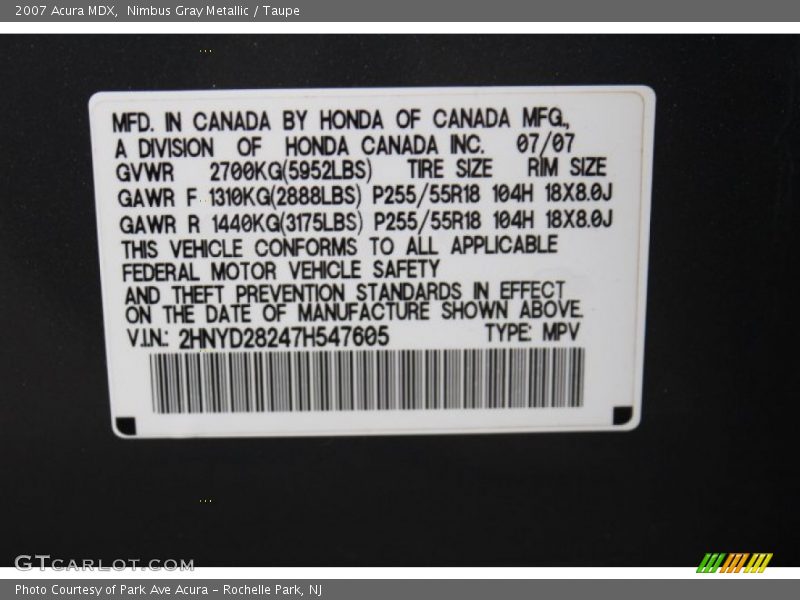 2007 Acura MDX,  Nimbus Gray Metallic / Taupe
MFD. IN CANADA BY HONDA OF CANADA MFG.,
A DIVISION OF HONDA CANADA INC. 07/07
GVWR 2700KG(5952LBS) TIRE SIZE RIM SIZE
GAWR F 1310KG(2888LBS) P255/55R18 104H 18X8.0J
GAWR R 1440KG(3175LBS) P255/55R18 104H 18X8.0J
THIS VEHICLE CONFORMS TO ALL APPLICABLE
FEDERAL MOTOR VEHICLE SAFETY
AND THEFT PREVENTION STANDARDS IN EFFECT
ON THE DATE OF MANUFACTURE SHOWN ABOVE.
V.I.N.: 2HNYD28247H547605 TYPE: MPV
GTCARLOT.COM
Photo Courtesy of Park Ave Acura - Rochelle Park, NJ